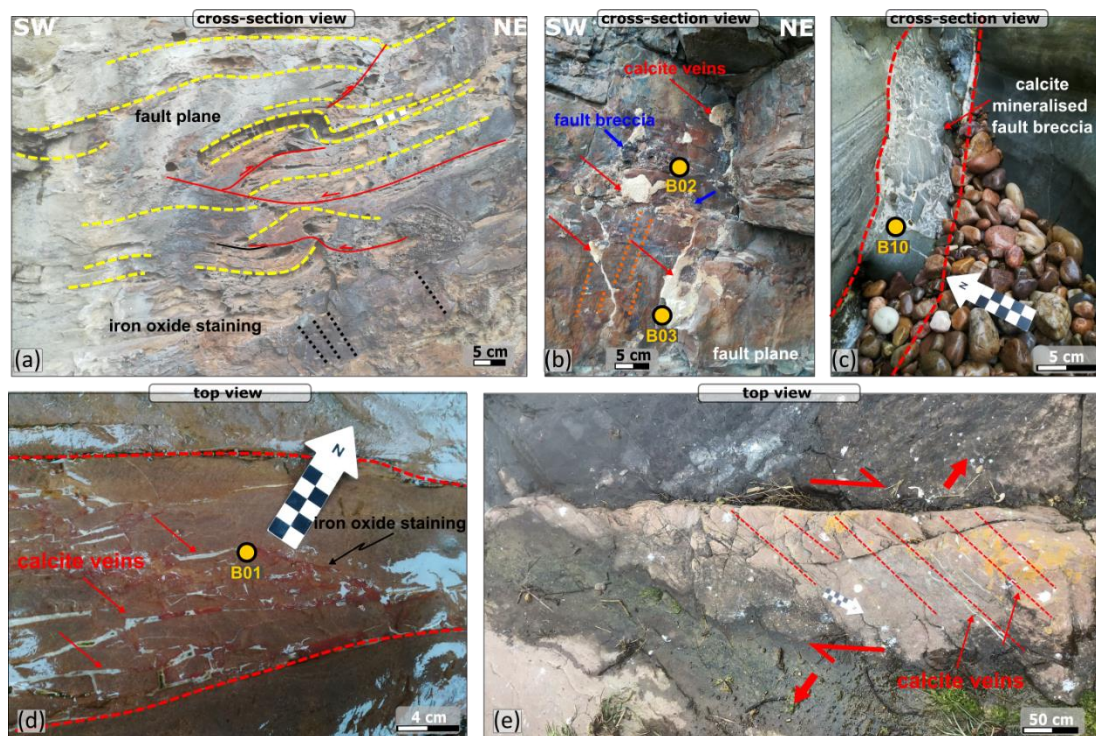 cross-section view
SW
NE
fault plane
iron oxide staining
(a)
5 cm
cross-section view
SW
NE
calcite veins
fault breccia
B02
B03
fault plane
(b)
5 cm
cross-section view
calcite
mineralised
fault breccia
B10
N
(c)
5 cm
top view
N
iron oxide staining
B01
calcite veins
(d)
4 cm
top view
calcite veins
(e)
50 cm